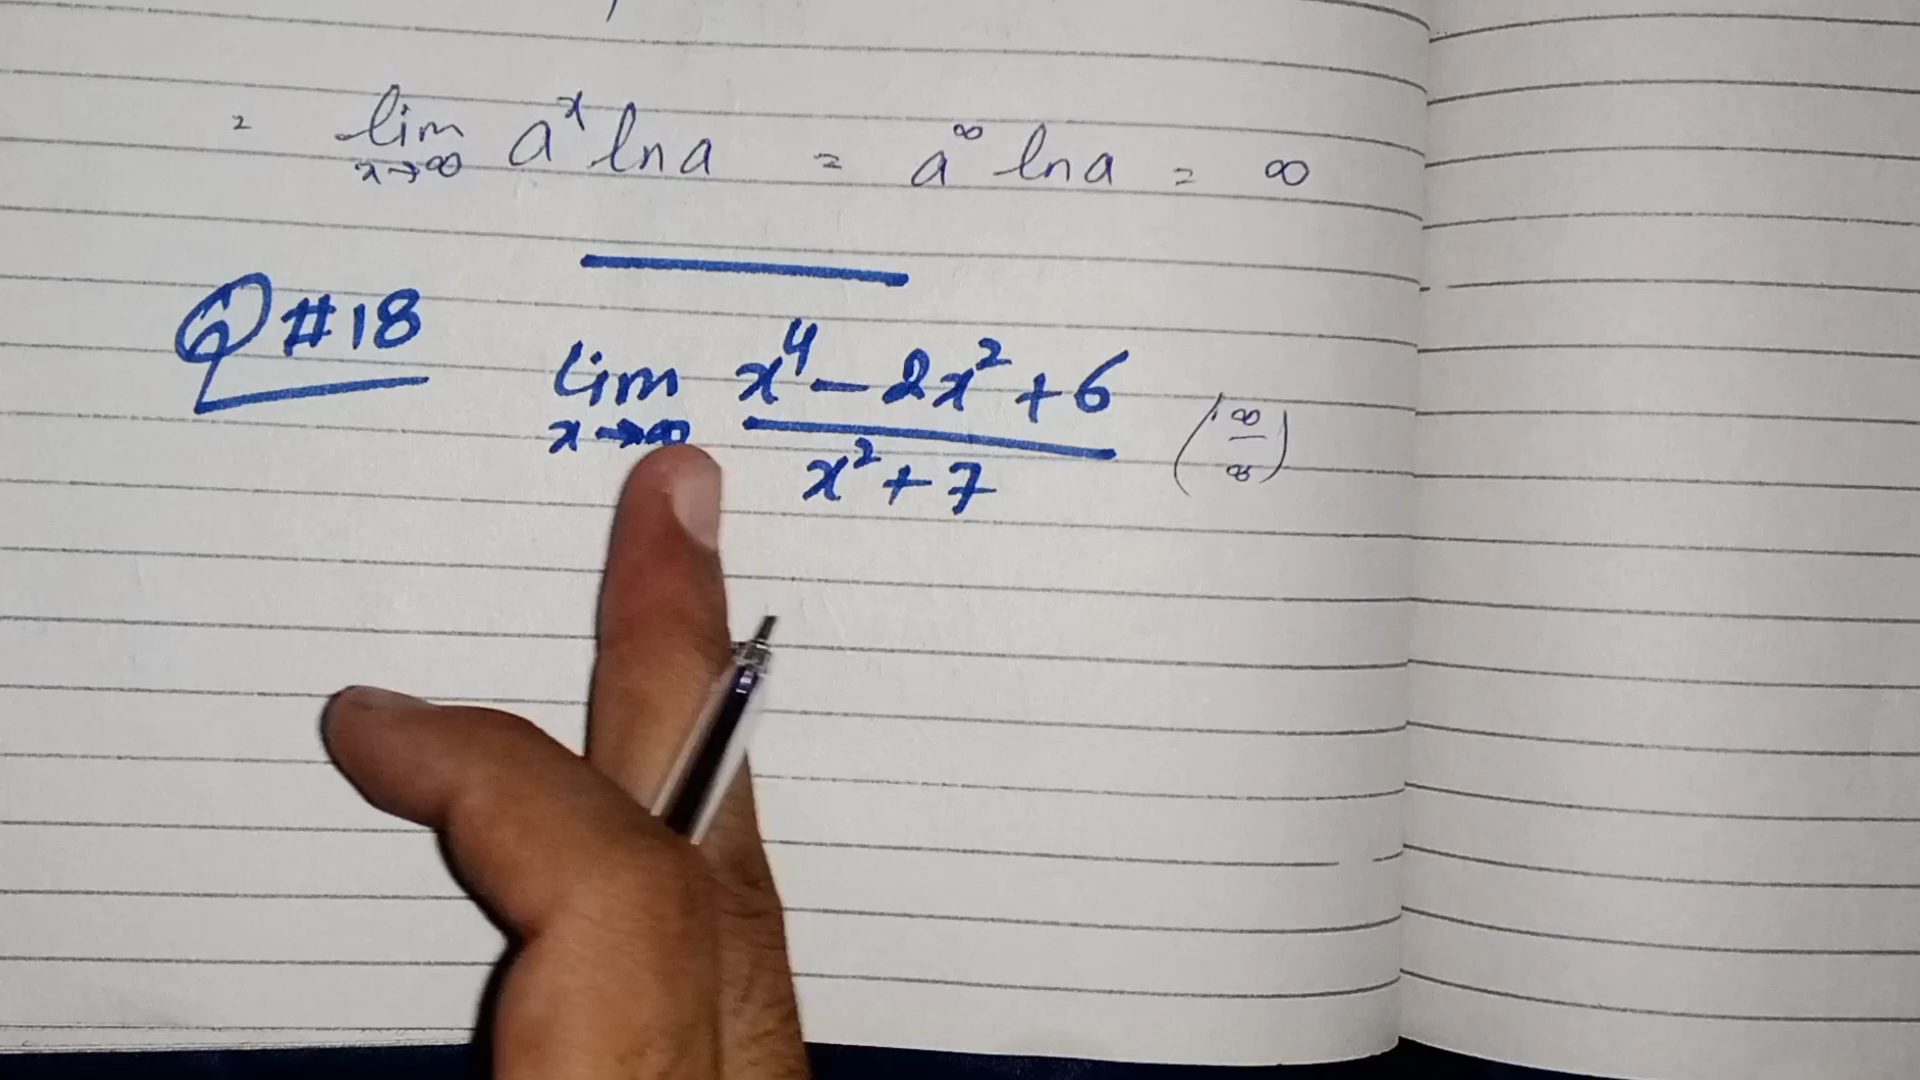 = lim x→∞ a^x ln a = a^∞ ln a = ∞
Q#18 lim x→∞ (x^4 - 2x^2 + 6)/(x^2 + 7) (∞/∞)